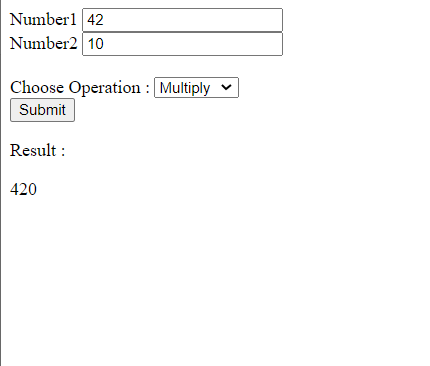 Number1 42
Number2 10
Choose Operation : Multiply
Submit
Result :
420